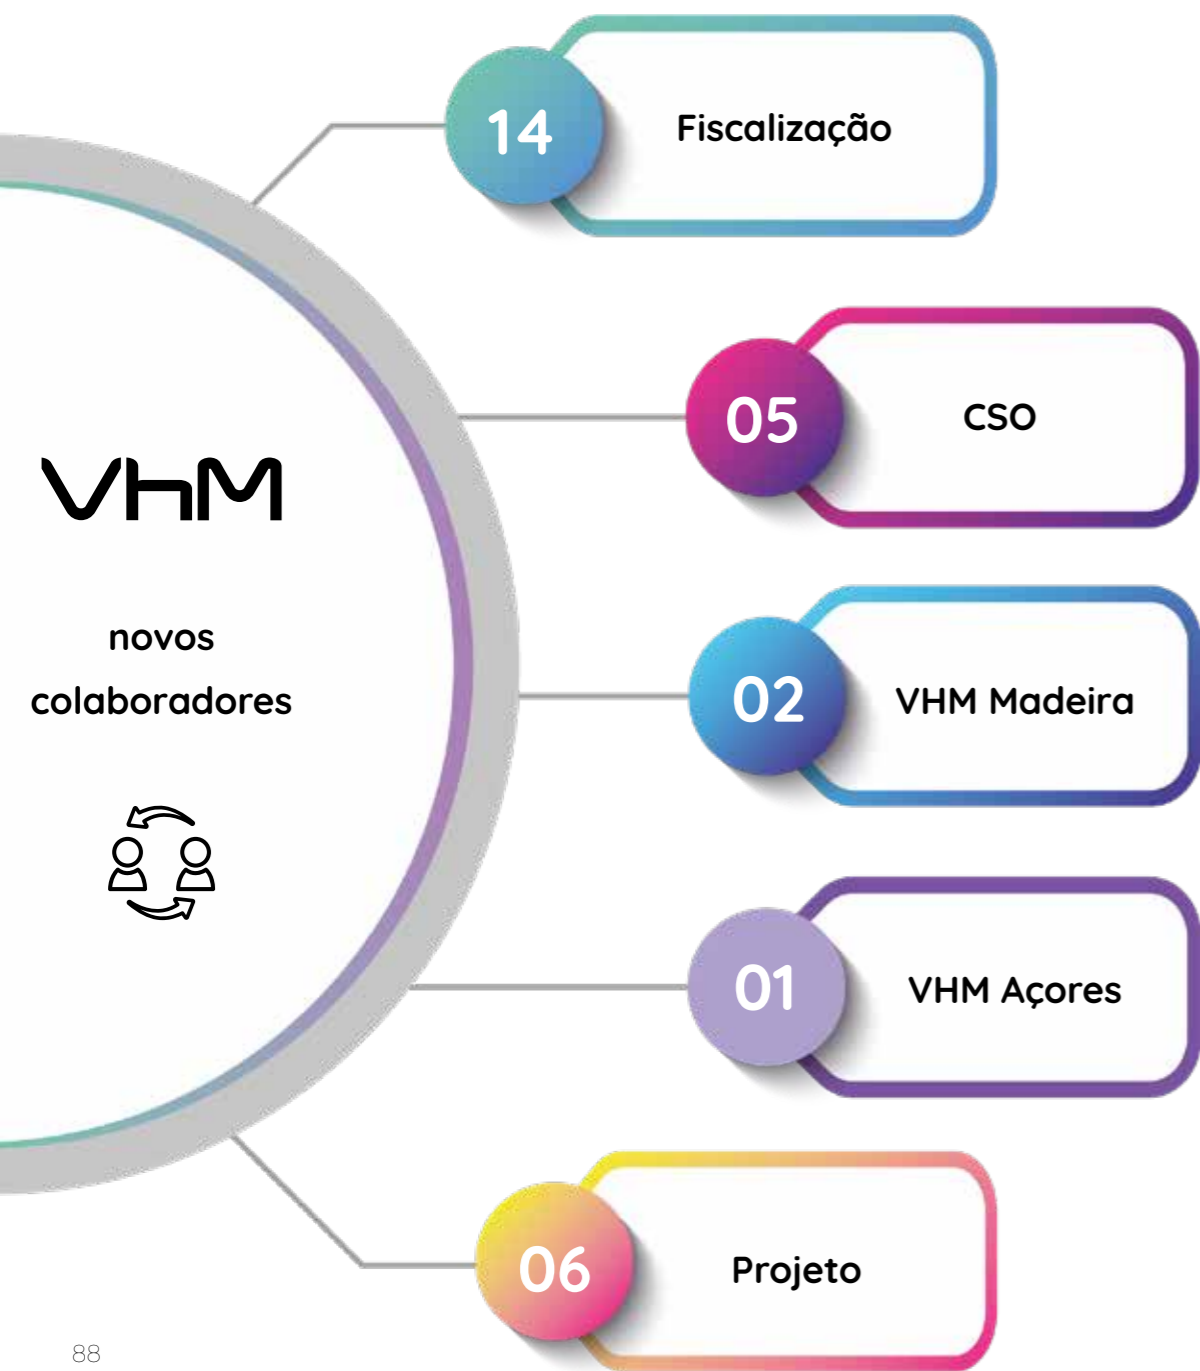 VHM
novos
colaboradores
14
Fiscalização
05
CSO
02
VHM Madeira
01
VHM Açores
06
Projeto
88